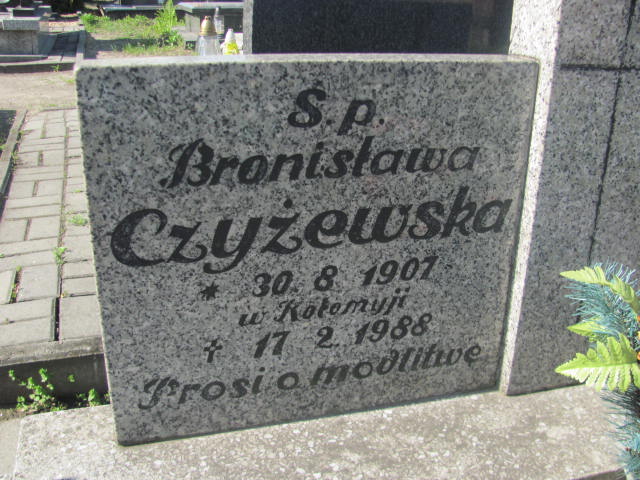 S.p.
Bronisława
Czyżewska
* 30. 8. 1907
w Kołomyji
† 17 2. 1988
Prosi o modlitwę